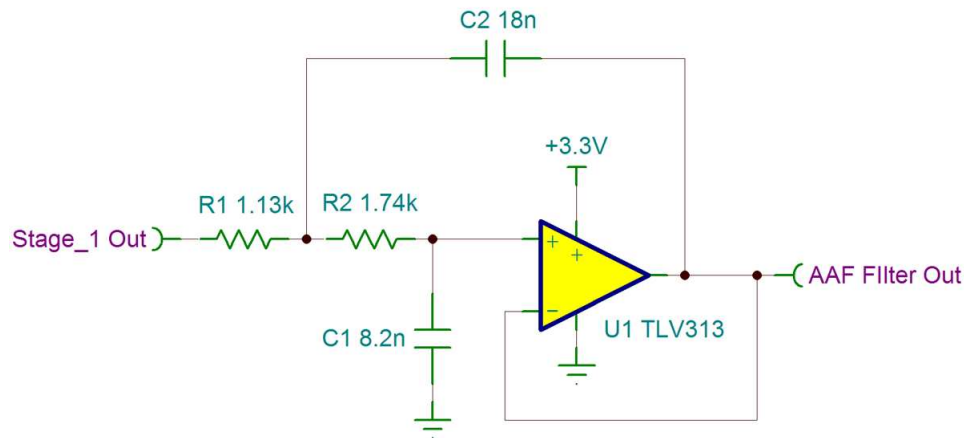 C2 18n
+3.3V
R1 1.13k
R2 1.74k
Stage_1 Out
+
+
−
AAF FIlter Out
C1 8.2n
U1 TLV313